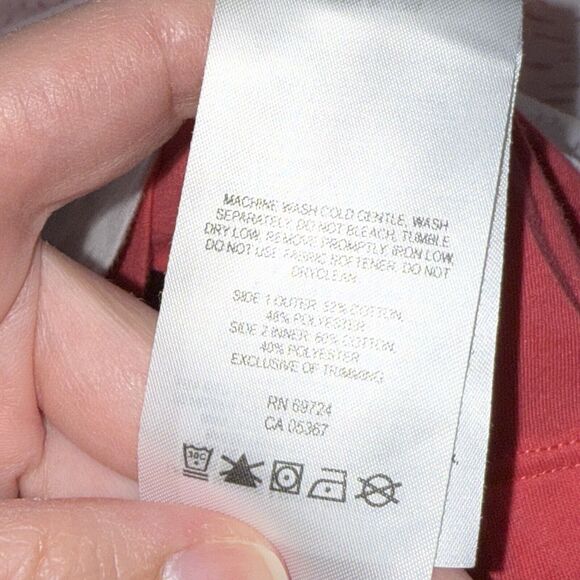 MACHINE WASH COLD GENTLE, WASH
SEPARATELY, DO NOT BLEACH, TUMBLE
DRY LOW, REMOVE PROMPTLY, IRON LOW,
DO NOT USE FABRIC SOFTENER, DO NOT
DRYCLEAN
SIDE 1 OUTER: 52% COTTON,
48% POLYESTER
SIDE 2 INNER: 60% COTTON,
40% POLYESTER
EXCLUSIVE OF TRIMMING
RN 69724
CA 05367
30C